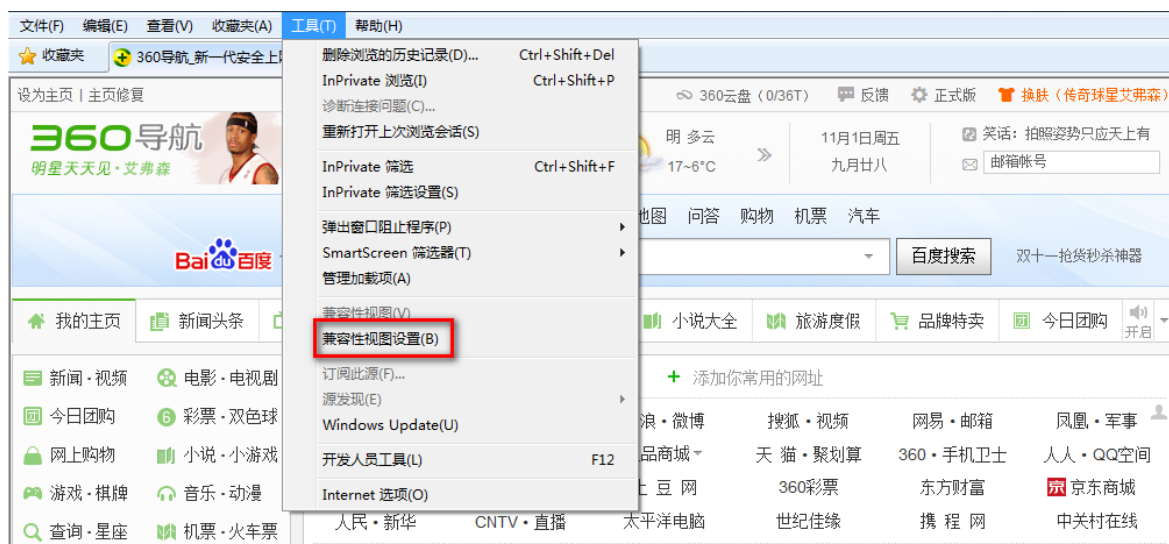 文件(F) 编辑(E) 查看(V) 收藏夹(A) 工具(T) 帮助(H)
收藏夹 360导航_新一代安全上
删除浏览的历史记录(D)... Ctrl+Shift+Del
InPrivate 浏览(I) Ctrl+Shift+P
诊断连接问题(C)...
重新打开上次浏览会话(S)
InPrivate 筛选 Ctrl+Shift+F
InPrivate 筛选设置(S)
弹出窗口阻止程序(P)
SmartScreen 筛选器(T)
管理加载项(A)
兼容性视图(V)
兼容性视图设置(B)
订阅此源(F)...
源发现(E)
Windows Update(U)
开发人员工具(L) F12
Internet 选项(O)
设为主页 | 主页修复 360云盘（0/36T） 反馈 正式版 换肤（传奇球星艾弗森）
360导航
明星天天见·艾弗森
明 多云 11月1日周五 笑话：拍照姿势只应天上有
17~6°C 九月廿八 邮箱帐号
地图 问答 购物 机票 汽车
Bai du 百度 百度搜索 双十一抢货秒杀神器
我的主页 新闻头条 小说大全 旅游度假 品牌特卖 今日团购 开启
新闻·视频 电影·电视剧 + 添加你常用的网址
今日团购 彩票·双色球 浪·微博 搜狐·视频 网易·邮箱 凤凰·军事
网上购物 小说·小游戏 品商城 天 猫·聚划算 360·手机卫士 人人·QQ空间
游戏·棋牌 音乐·动漫 土 豆 网 360彩票 东方财富 京 京东商城
查询·星座 机票·火车票 人民·新华 CNTV·直播 太平洋电脑 世纪佳缘 携 程 网 中关村在线